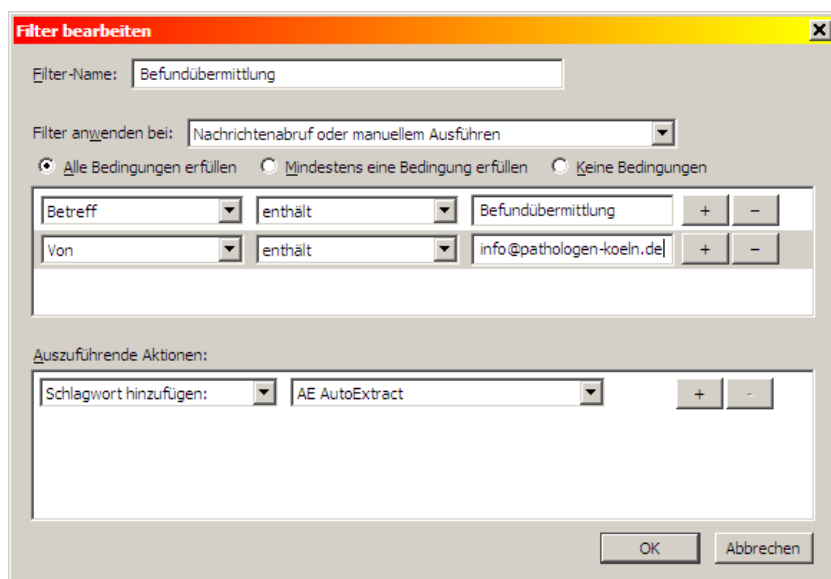 Filter bearbeiten
Filter-Name: Befundübermittlung
Filter anwenden bei: Nachrichtenabruf oder manuellem Ausführen
Alle Bedingungen erfüllen Mindestens eine Bedingung erfüllen Keine Bedingungen
Betreff enthält Befundübermittlung + −
Von enthält info@pathologen-koeln.de + −
Auszuführende Aktionen:
Schlagwort hinzufügen: AE AutoExtract + -
OK Abbrechen